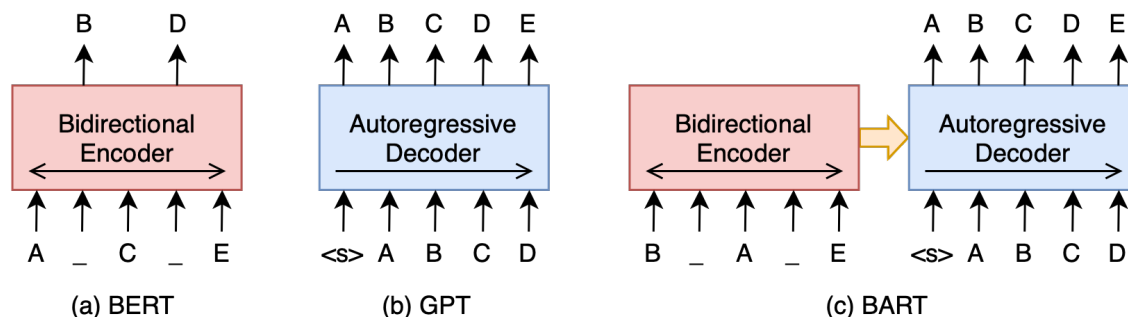 B D
Bidirectional
Encoder
A _ C _ E
(a) BERT
A B C D E
Autoregressive
Decoder
<s> A B C D
(b) GPT
Bidirectional
Encoder
B _ A _ E
A B C D E
Autoregressive
Decoder
<s> A B C D
(c) BART